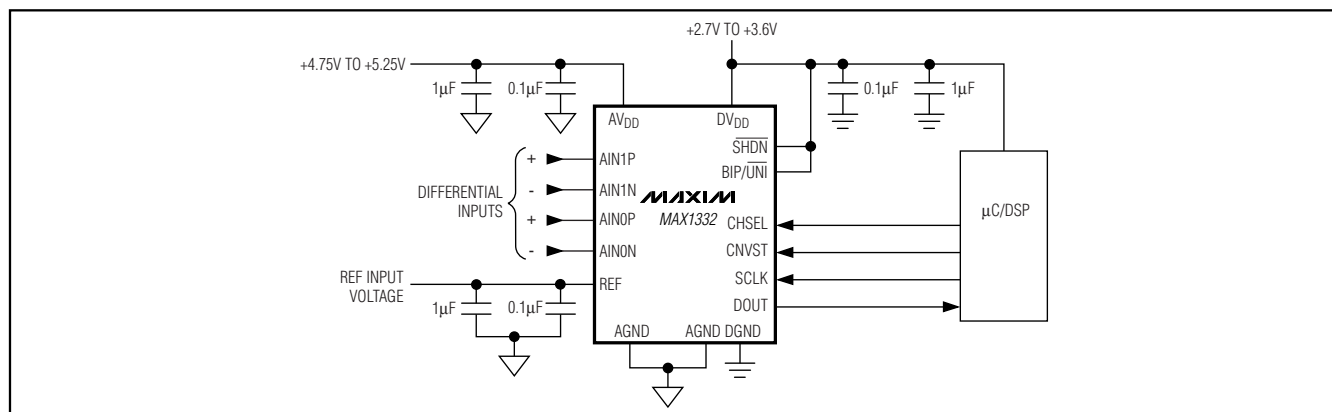 +2.7V TO +3.6V
+4.75V TO +5.25V
1µF
0.1µF
0.1µF
1µF
AVDD
DVDD
SHDN
BIP/UNI
DIFFERENTIAL
INPUTS
+
AIN1P
-
AIN1N
+
AIN0P
-
AIN0N
MAXIM
MAX1332
CHSEL
CNVST
SCLK
DOUT
µC/DSP
REF INPUT
VOLTAGE
REF
1µF
0.1µF
AGND
AGND
DGND